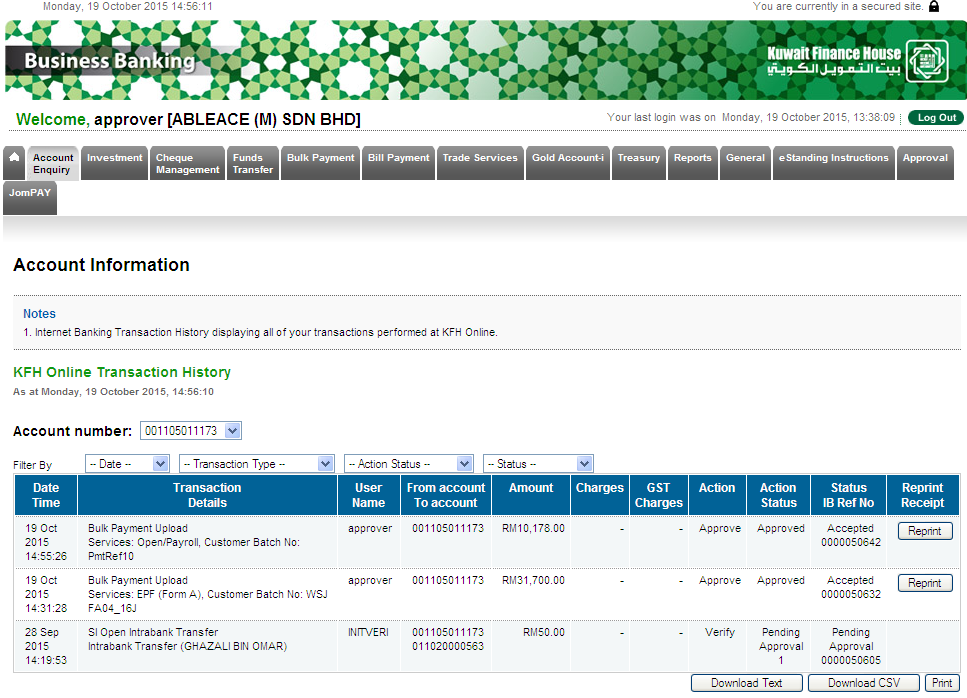 Monday, 19 October 2015 14:56:11
You are currently in a secured site.
Business Banking
Kuwait Finance House
بيت التمويل الكويتي
Welcome, approver [ABLEACE (M) SDN BHD]
Your last login was on Monday, 19 October 2015, 13:38:09
Log Out
Account Enquiry
Investment
Cheque Management
Funds Transfer
Bulk Payment
Bill Payment
Trade Services
Gold Account-i
Treasury
Reports
General
eStanding Instructions
Approval
JomPAY
Account Information
Notes
1. Internet Banking Transaction History displaying all of your transactions performed at KFH Online.
KFH Online Transaction History
As at Monday, 19 October 2015, 14:56:10
Account number: 001105011173
Filter By -- Date -- -- Transaction Type -- -- Action Status -- -- Status --
Date Transaction User From account Amount Charges GST Action Action Status Reprint
Time Details Name To account Charges Status IB Ref No Receipt
19 Oct Bulk Payment Upload approver 001105011173 RM10,178.00 - - Approve Approved Accepted Reprint
2015 Services: Open/Payroll, Customer Batch No: 0000050642
14:55:26 PmtRef10
19 Oct Bulk Payment Upload approver 001105011173 RM31,700.00 - - Approve Approved Accepted Reprint
2015 Services: EPF (Form A), Customer Batch No: WSJ 0000050632
14:31:28 FA04_16J
28 Sep SI Open Intrabank Transfer INITVERI 001105011173 RM50.00 - - Verify Pending Pending
2015 Intrabank Transfer (GHAZALI BIN OMAR) 011020000563 Approval Approval
14:19:53 1 0000050605
Download Text Download CSV Print